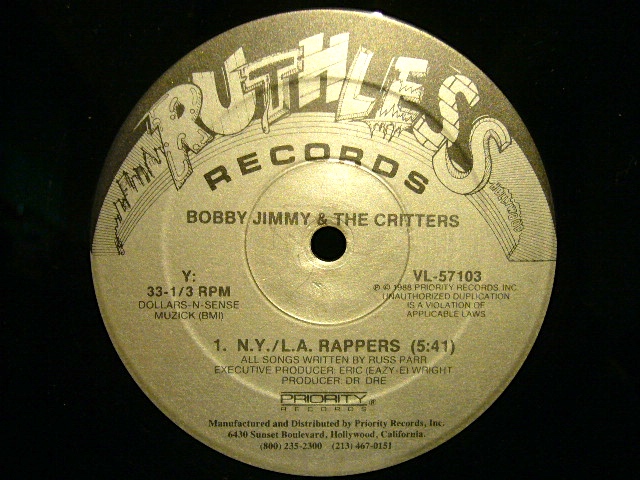 RUTHLESS
RECORDS
BOBBY JIMMY & THE CRITTERS
Y:
33-1/3 RPM
DOLLARS-N-SENSE
MUZICK (BMI)
VL-57103
℗ © 1988 PRIORITY RECORDS, INC.
UNAUTHORIZED DUPLICATION
IS A VIOLATION OF
APPLICABLE LAWS
1. N.Y./L.A. RAPPERS (5:41)
ALL SONGS WRITTEN BY RUSS PARR
EXECUTIVE PRODUCER: ERIC (EAZY-E) WRIGHT
PRODUCER: DR. DRE
PRIORITY
RECORDS
Manufactured and Distributed by Priority Records, Inc.
6430 Sunset Boulevard, Hollywood, California.
(800) 235-2300 (213) 467-0151